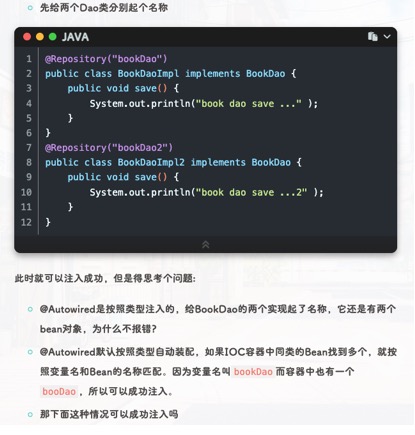 先给两个Dao类分别起个名称
JAVA
1 @Repository("bookDao")
2 public class BookDaoImpl implements BookDao {
3     public void save() {
4         System.out.println("book dao save ..." );
5     }
6 }
7 @Repository("bookDao2")
8 public class BookDaoImpl2 implements BookDao {
9     public void save() {
10         System.out.println("book dao save ...2" );
11     }
12 }
此时就可以注入成功，但是得思考个问题:
@Autowired是按照类型注入的，给BookDao的两个实现起了名称，它还是有两
个bean对象，为什么不报错?
@Autowired默认按照类型自动装配，如果IOC容器中同类的Bean找到多个，就按
照变量名和Bean的名称匹配。因为变量名叫 bookDao 而容器中也有一个
booDao ，所以可以成功注入。
那下面这种情况可以成功注入吗